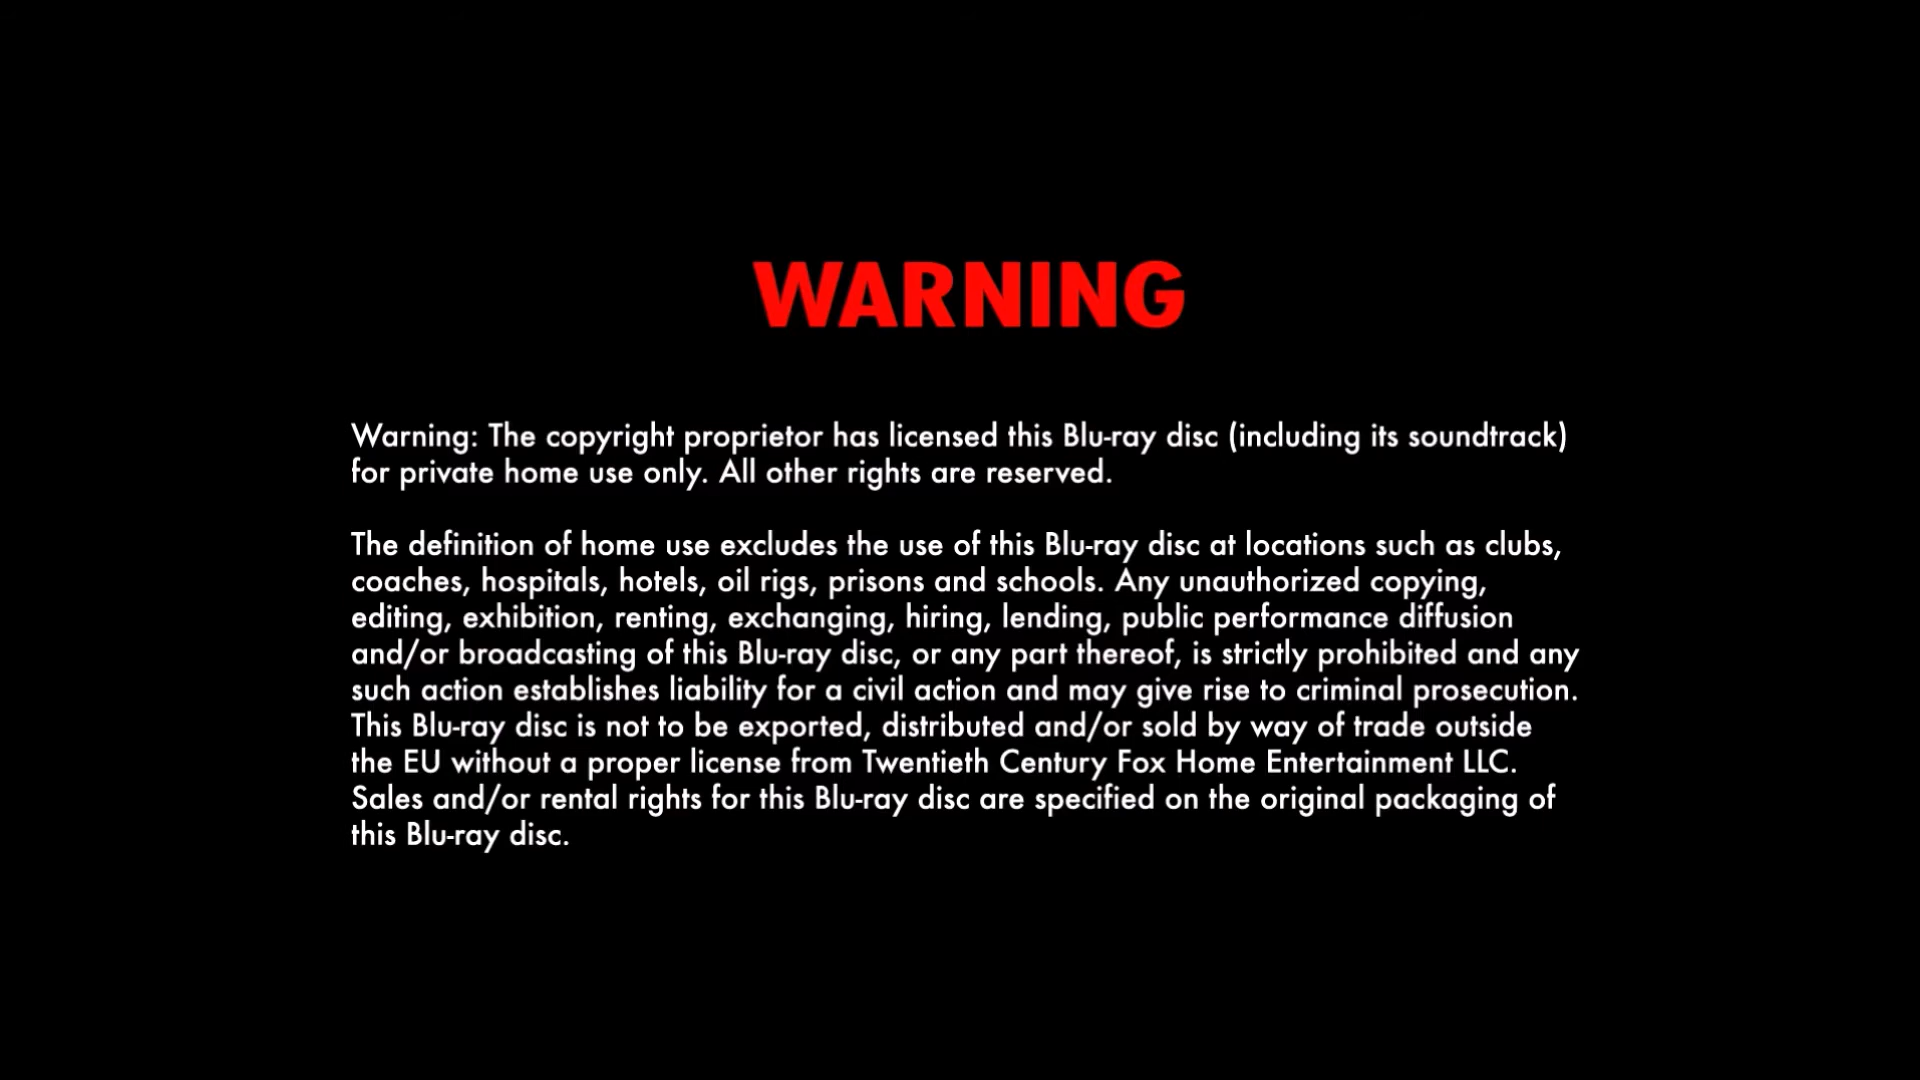 WARNING
Warning: The copyright proprietor has licensed this Blu-ray disc (including its soundtrack)
for private home use only. All other rights are reserved.
The definition of home use excludes the use of this Blu-ray disc at locations such as clubs,
coaches, hospitals, hotels, oil rigs, prisons and schools. Any unauthorized copying,
editing, exhibition, renting, exchanging, hiring, lending, public performance diffusion
and/or broadcasting of this Blu-ray disc, or any part thereof, is strictly prohibited and any
such action establishes liability for a civil action and may give rise to criminal prosecution.
This Blu-ray disc is not to be exported, distributed and/or sold by way of trade outside
the EU without a proper license from Twentieth Century Fox Home Entertainment LLC.
Sales and/or rental rights for this Blu-ray disc are specified on the original packaging of
this Blu-ray disc.